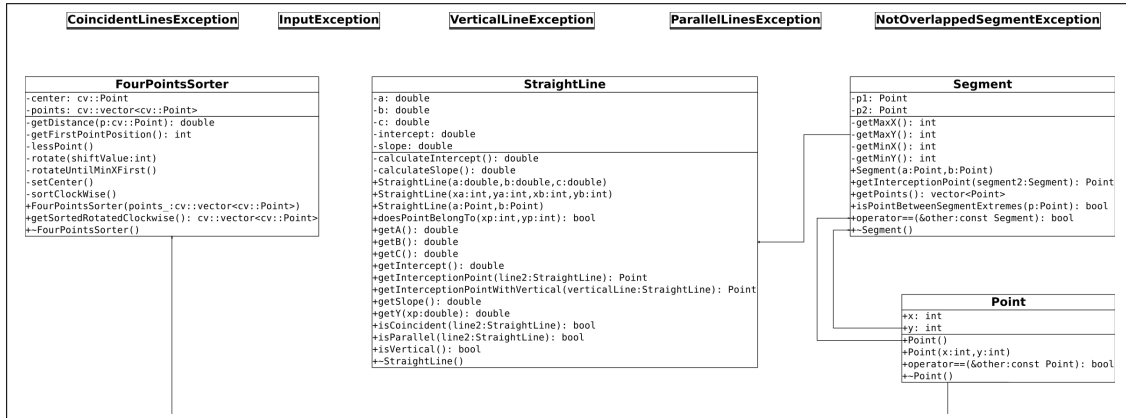 CoincidentLinesException
InputException
VerticalLineException
ParallelLinesException
NotOverlappedSegmentException
FourPointsSorter
-center: cv::Point
-points: cv::vector<cv::Point>
-getDistance(p:cv::Point): double
-getFirstPointPosition(): int
-lessPoint()
-rotate(shiftValue:int)
-rotateUntilMinXFirst()
-setCenter()
-sortClockWise()
+FourPointsSorter(points_:cv::vector<cv::Point>)
+getSortedRotatedClockwise(): cv::vector<cv::Point>
+~FourPointsSorter()
StraightLine
-a: double
-b: double
-c: double
-intercept: double
-slope: double
-calculateIntercept(): double
-calculateSlope(): double
+StraightLine(a:double,b:double,c:double)
+StraightLine(xa:int,ya:int,xb:int,yb:int)
+StraightLine(a:Point,b:Point)
+doesPointBelongTo(xp:int,yp:int): bool
+getA(): double
+getB(): double
+getC(): double
+getIntercept(): double
+getInterceptionPoint(line2:StraightLine): Point
+getInterceptionPointWithVertical(verticalLine:StraightLine): Point
+getSlope(): double
+getY(xp:double): double
+isCoincident(line2:StraightLine): bool
+isParallel(line2:StraightLine): bool
+isVertical(): bool
+~StraightLine()
Segment
-p1: Point
-p2: Point
-getMaxX(): int
-getMaxY(): int
-getMinX(): int
-getMinY(): int
+Segment(a:Point,b:Point)
+getInterceptionPoint(segment2:Segment): Point
+getPoints(): vector<Point>
+isPointBetweenSegmentExtremes(p:Point): bool
+operator==(&other:const Segment): bool
+~Segment()
Point
+x: int
+y: int
+Point()
+Point(x:int,y:int)
+operator==(&other:const Point): bool
+~Point()